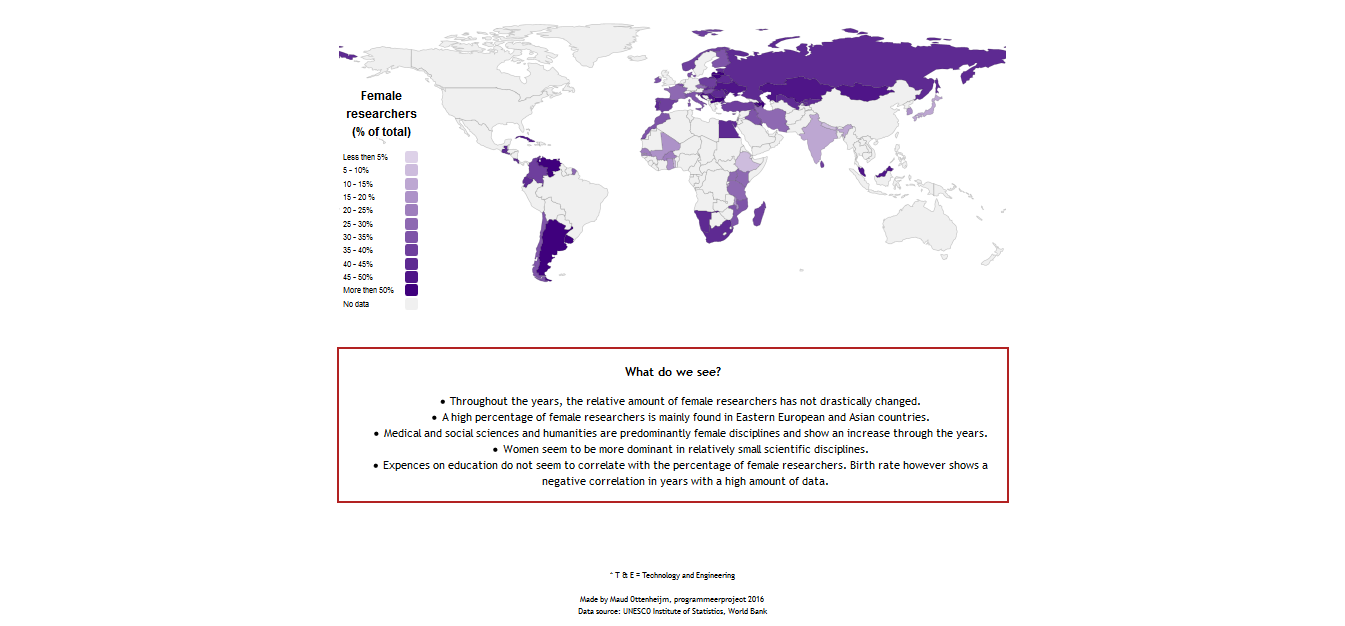 Female
researchers
(% of total)
Less then 5%
5 - 10%
10 - 15%
15 - 20 %
20 - 25%
25 - 30%
30 - 35%
35 - 40%
40 - 45%
45 - 50%
More then 50%
No data
What do we see?
• Throughout the years, the relative amount of female researchers has not drastically changed.
• A high percentage of female researchers is mainly found in Eastern European and Asian countries.
• Medical and social sciences and humanities are predominantly female disciplines and show an increase through the years.
• Women seem to be more dominant in relatively small scientific disciplines.
• Expences on education do not seem to correlate with the percentage of female researchers. Birth rate however shows a
negative correlation in years with a high amount of data.
* T & E = Technology and Engineering
Made by Maud Ottenheijm, programmeerproject 2016
Data source: UNESCO Institute of Statistics, World Bank